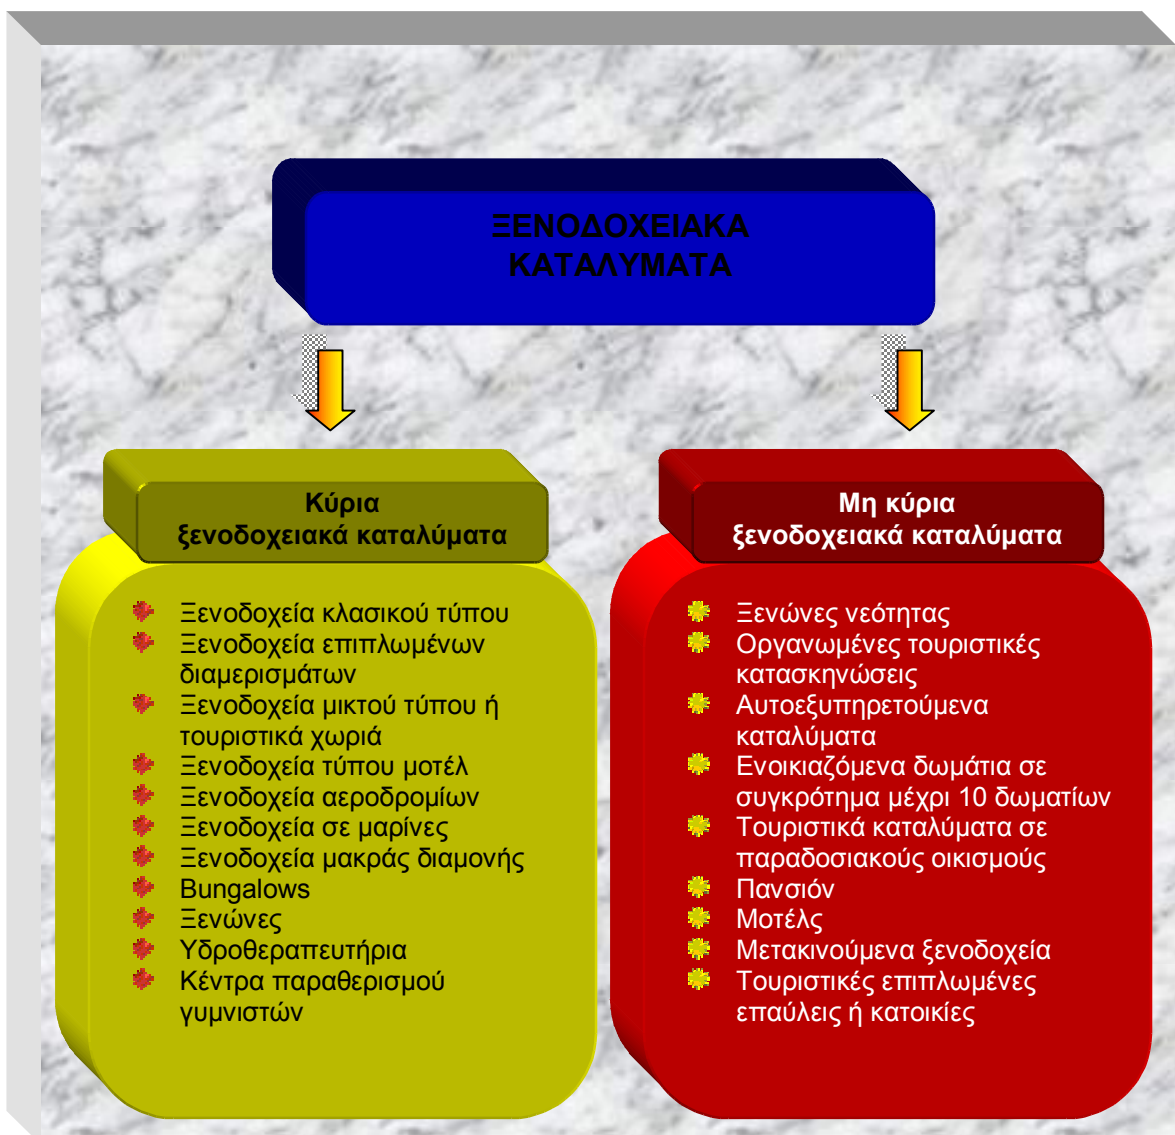 ΞΕΝΟΔΟΧΕΙΑΚΑ
ΚΑΤΑΛΥΜΑΤΑ
Κύρια
ξενοδοχειακά καταλύματα
Ξενοδοχεία κλασικού τύπου
Ξενοδοχεία επιπλωμένων
διαμερισμάτων
Ξενοδοχεία μικτού τύπου ή
τουριστικά χωριά
Ξενοδοχεία τύπου μοτέλ
Ξενοδοχεία αεροδρομίων
Ξενοδοχεία σε μαρίνες
Ξενοδοχεία μακράς διαμονής
Bungalows
Ξενώνες
Υδροθεραπευτήρια
Κέντρα παραθερισμού
γυμνιστών
Μη κύρια
ξενοδοχειακά καταλύματα
Ξενώνες νεότητας
Οργανωμένες τουριστικές
κατασκηνώσεις
Αυτοεξυπηρετούμενα
καταλύματα
Ενοικιαζόμενα δωμάτια σε
συγκρότημα μέχρι 10 δωματίων
Τουριστικά καταλύματα σε
παραδοσιακούς οικισμούς
Πανσιόν
Μοτέλς
Μετακινούμενα ξενοδοχεία
Τουριστικές επιπλωμένες
επαύλεις ή κατοικίες